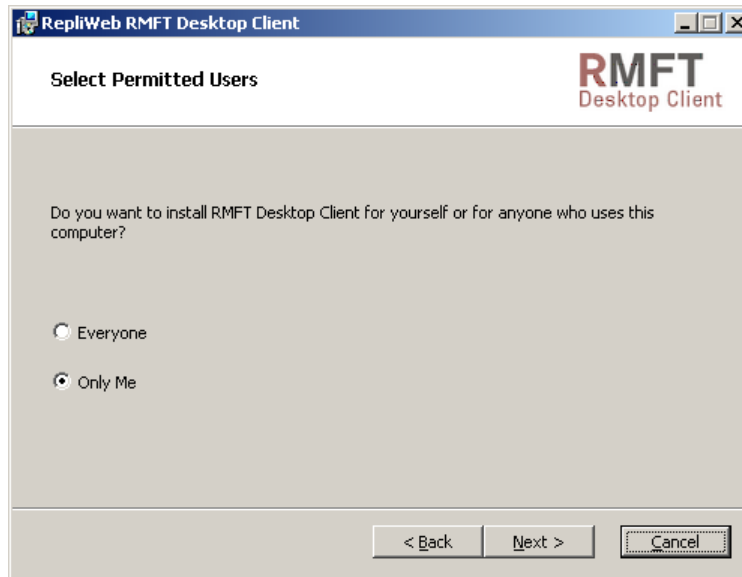 RepliWeb RMFT Desktop Client
Select Permitted Users
RMFT
Desktop Client
Do you want to install RMFT Desktop Client for yourself or for anyone who uses this
computer?
Everyone
Only Me
< Back
Next >
Cancel